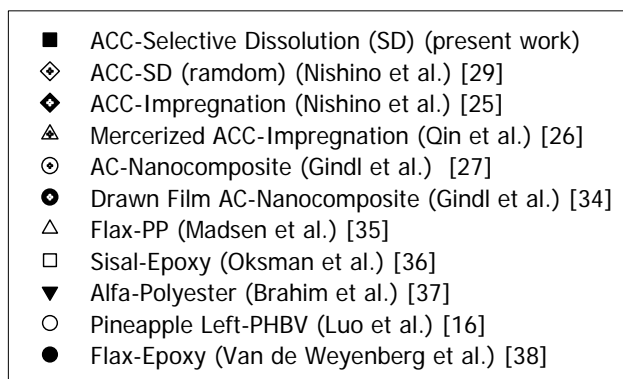 ACC-Selective Dissolution (SD) (present work)
ACC-SD (ramdom) (Nishino et al.) [29]
ACC-Impregnation (Nishino et al.) [25]
Mercerized ACC-Impregnation (Qin et al.) [26]
AC-Nanocomposite (Gindl et al.) [27]
Drawn Film AC-Nanocomposite (Gindl et al.) [34]
Flax-PP (Madsen et al.) [35]
Sisal-Epoxy (Oksman et al.) [36]
Alfa-Polyester (Brahim et al.) [37]
Pineapple Left-PHBV (Luo et al.) [16]
Flax-Epoxy (Van de Weyenberg et al.) [38]